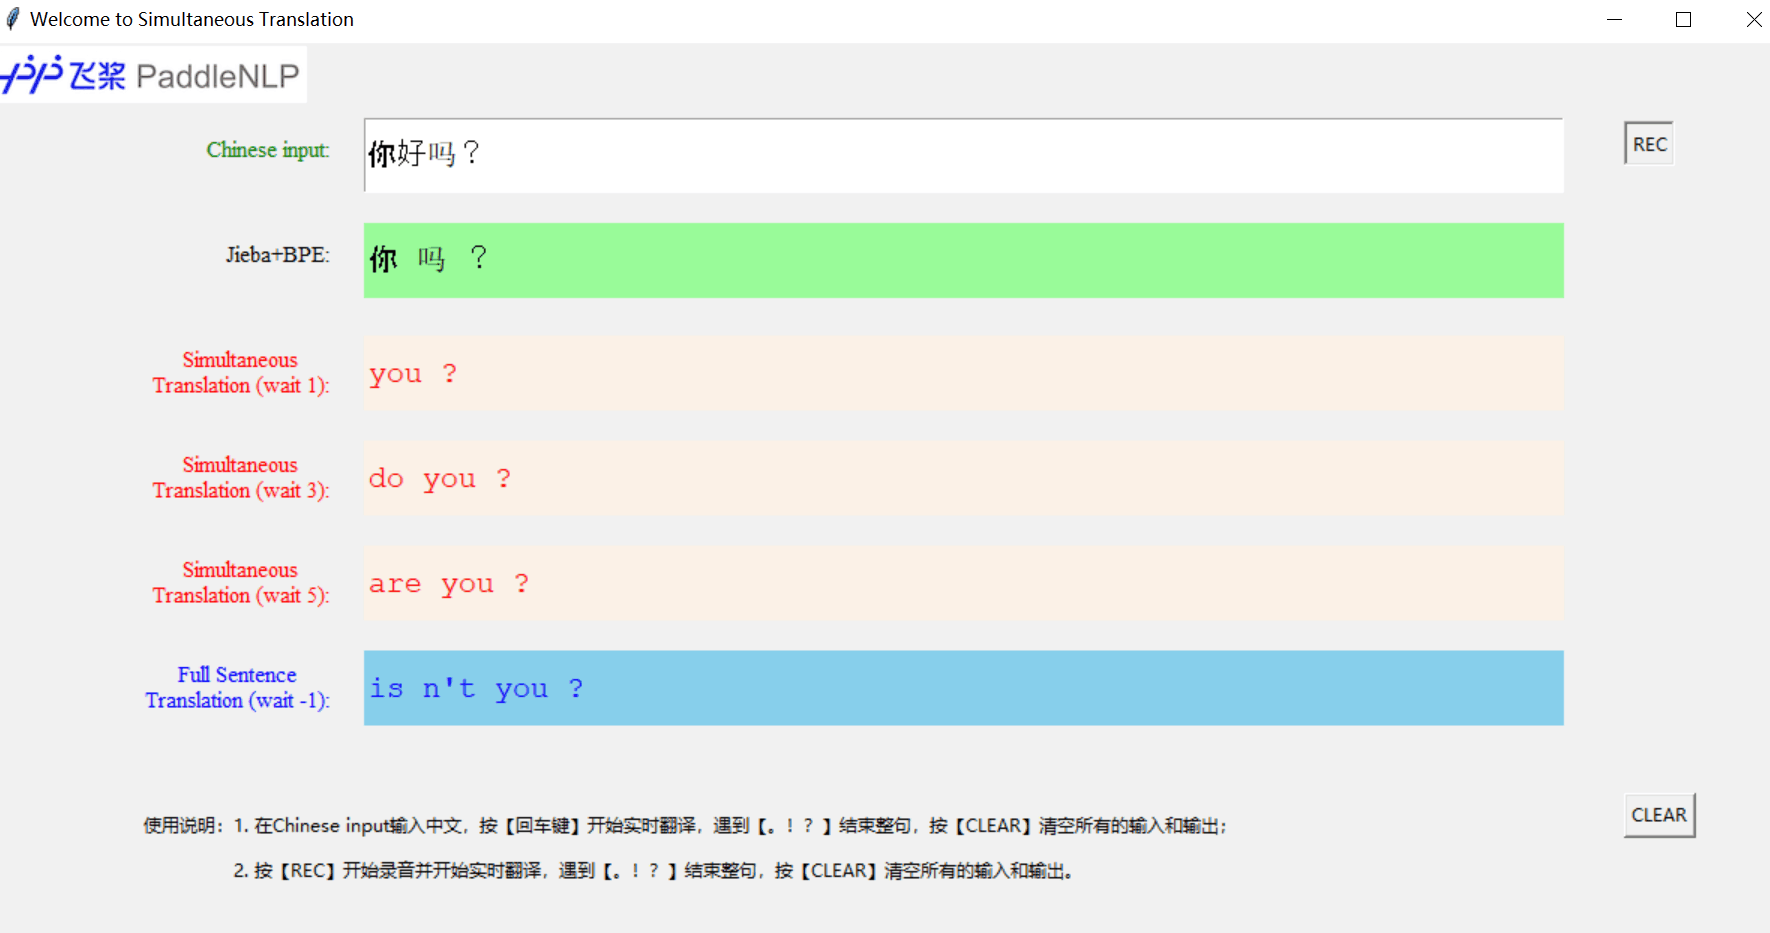 Welcome to Simultaneous Translation
飞桨 PaddleNLP
Chinese input:
你好吗？
REC
Jieba+BPE:
你 吗 ？
Simultaneous
Translation (wait 1):
you ?
Simultaneous
Translation (wait 3):
do you ?
Simultaneous
Translation (wait 5):
are you ?
Full Sentence
Translation (wait -1):
is n't you ?
使用说明：1. 在Chinese input输入中文，按【回车键】开始实时翻译，遇到【。！？】结束整句，按【CLEAR】清空所有的输入和输出；
2. 按【REC】开始录音并开始实时翻译，遇到【。！？】结束整句，按【CLEAR】清空所有的输入和输出。
CLEAR